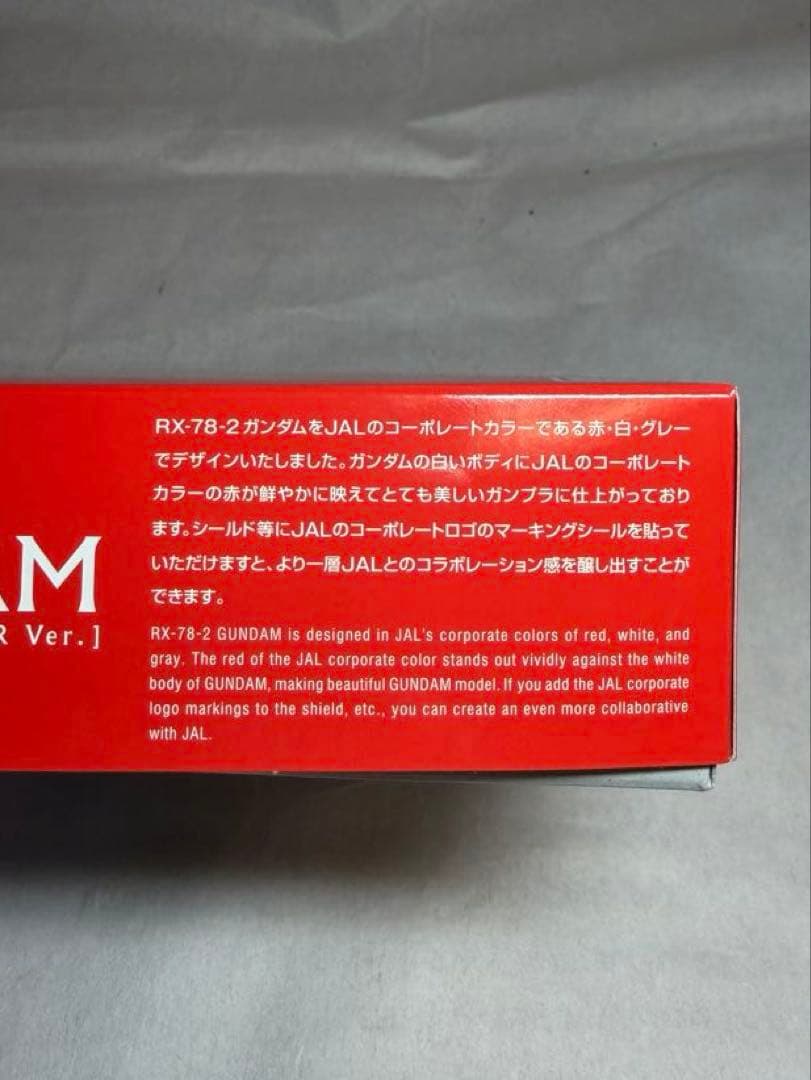 AM
R Ver.]
RX-78-2ガンダムをJALのコーポレートカラーである赤・白・グレー
でデザインいたしました。ガンダムの白いボディにJALのコーポレート
カラーの赤が鮮やかに映えてとても美しいガンプラに仕上がっており
ます。シールド等にJALのコーポレートロゴのマーキングシールを貼って
いただけますと、より一層JALとのコラボレーション感を醸し出すことが
できます。
RX-78-2 GUNDAM is designed in JAL's corporate colors of red, white, and
gray. The red of the JAL corporate color stands out vividly against the white
body of GUNDAM, making beautiful GUNDAM model. If you add the JAL corporate
logo markings to the shield, etc., you can create an even more collaborative
with JAL.